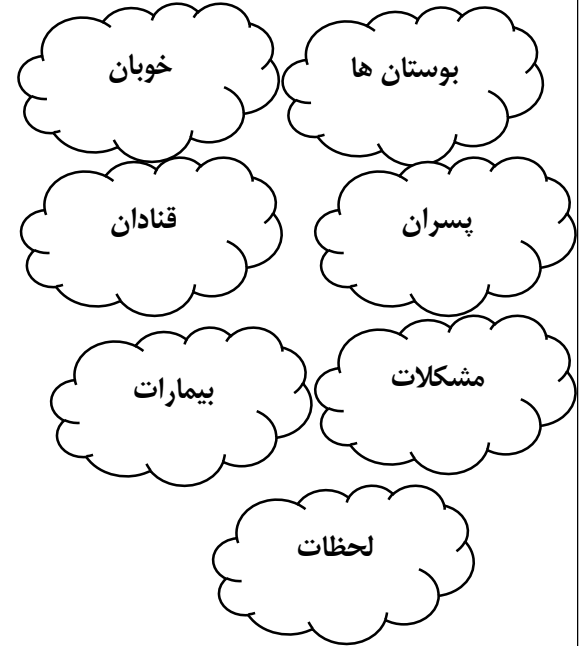 بوستان ها
خوبان
پسران
قنادان
مشکلات
بیمارات
لحظات